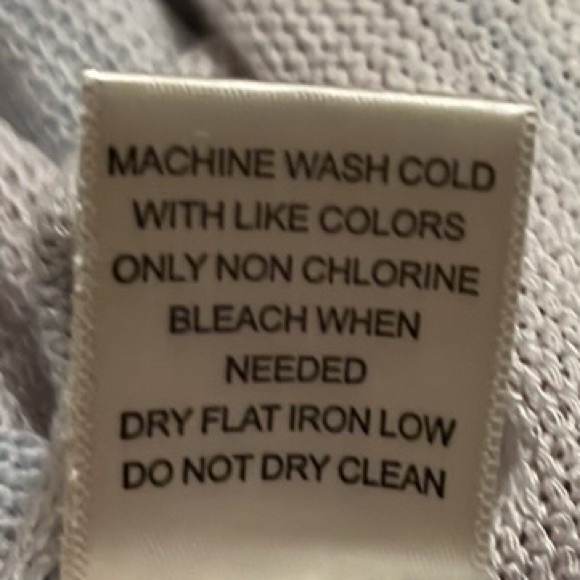 MACHINE WASH COLD
WITH LIKE COLORS
ONLY NON CHLORINE
BLEACH WHEN
NEEDED
DRY FLAT IRON LOW
DO NOT DRY CLEAN